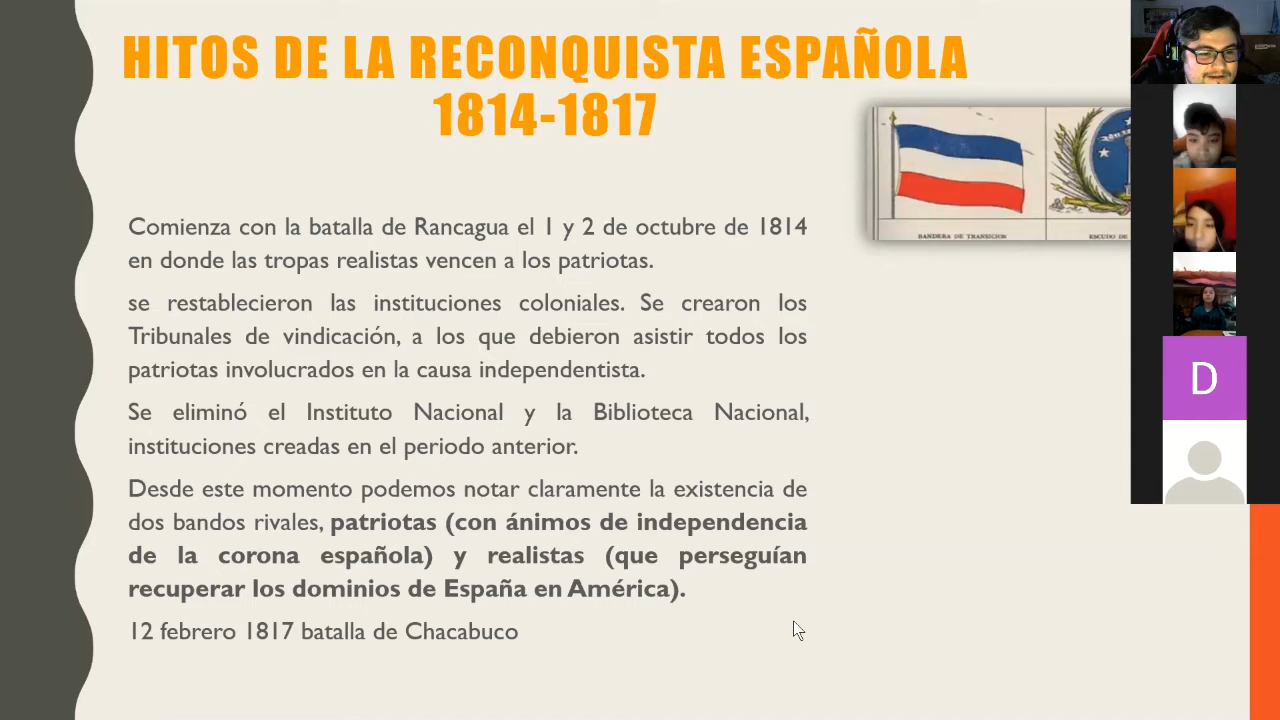 HITOS DE LA RECONQUISTA ESPAÑOLA
1814-1817
BANDERA DE TRANSICION
ESCUDO DE
Comienza con la batalla de Rancagua el 1 y 2 de octubre de 1814
en donde las tropas realistas vencen a los patriotas.
se restablecieron las instituciones coloniales. Se crearon los
Tribunales de vindicación, a los que debieron asistir todos los
patriotas involucrados en la causa independentista.
Se eliminó el Instituto Nacional y la Biblioteca Nacional,
instituciones creadas en el periodo anterior.
Desde este momento podemos notar claramente la existencia de
dos bandos rivales, patriotas (con ánimos de independencia
de la corona española) y realistas (que perseguían
recuperar los dominios de España en América).
12 febrero 1817 batalla de Chacabuco
D